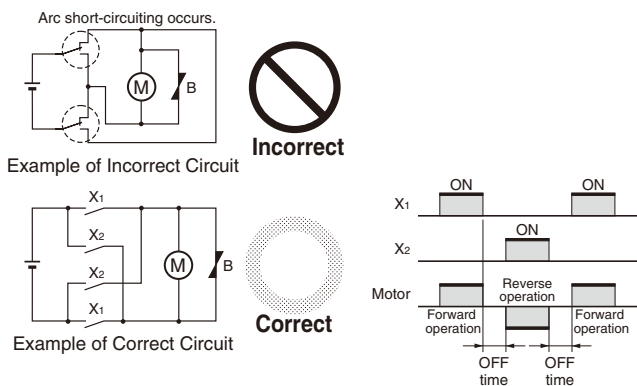 Arc short-circuiting occurs.
M
B
Incorrect
Example of Incorrect Circuit
X1
X2
X2
X1
M
B
Correct
Example of Correct Circuit
ON
ON
X1
ON
X2
Reverse
operation
Motor
Forward
operation
Forward
operation
OFF
time
OFF
time